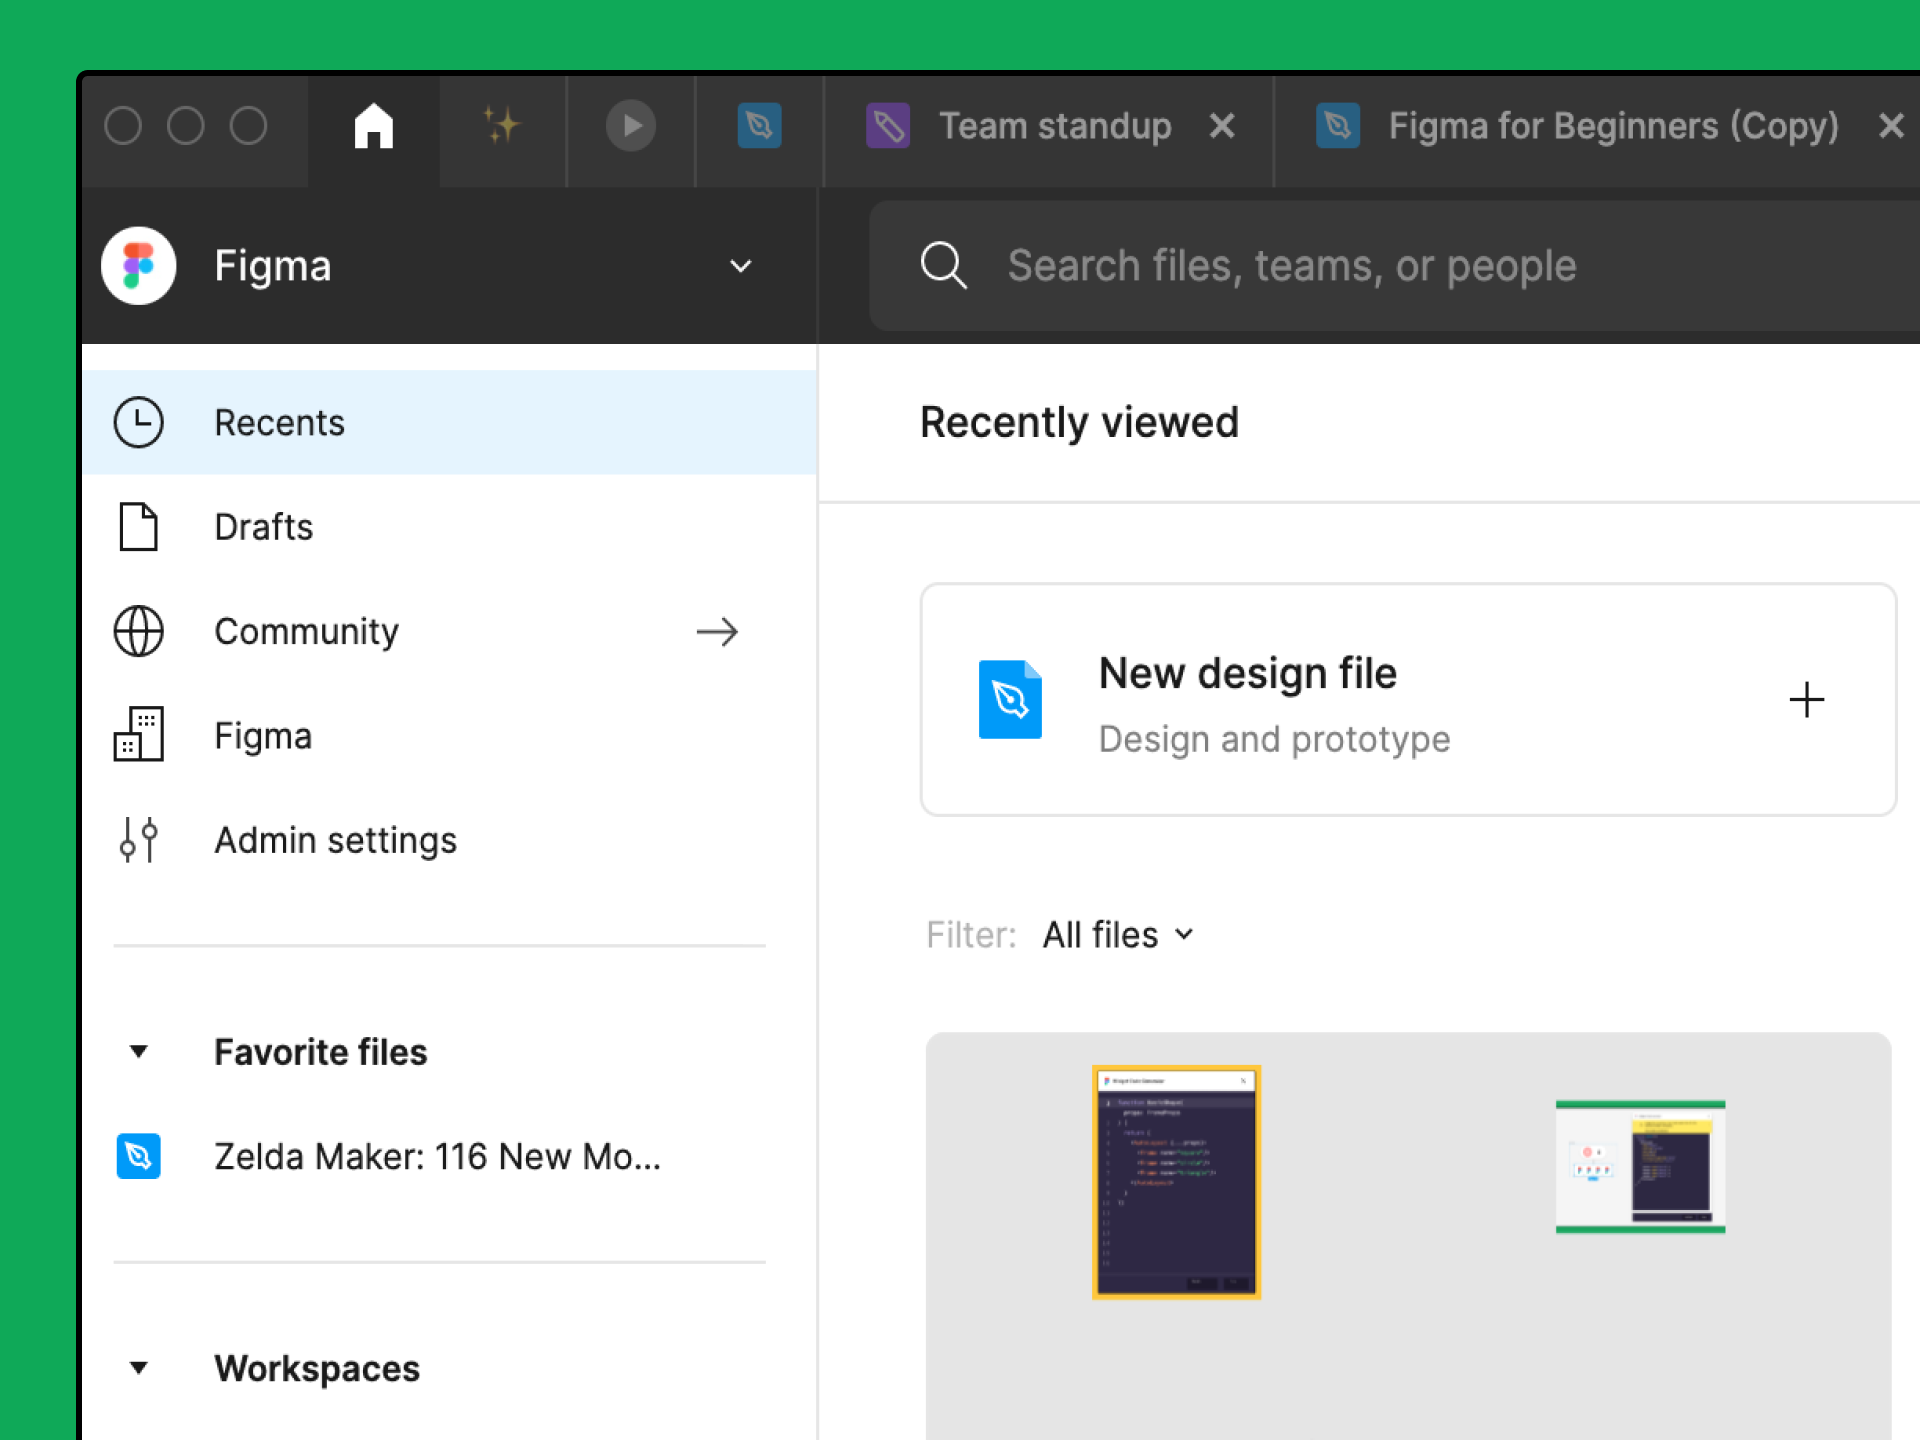 Team standup
Figma for Beginners (Copy)
Figma
Search files, teams, or people
Recents
Drafts
Community
Figma
Admin settings
Favorite files
Zelda Maker: 116 New Mo...
Workspaces
Recently viewed
New design file
Design and prototype
Filter: All files